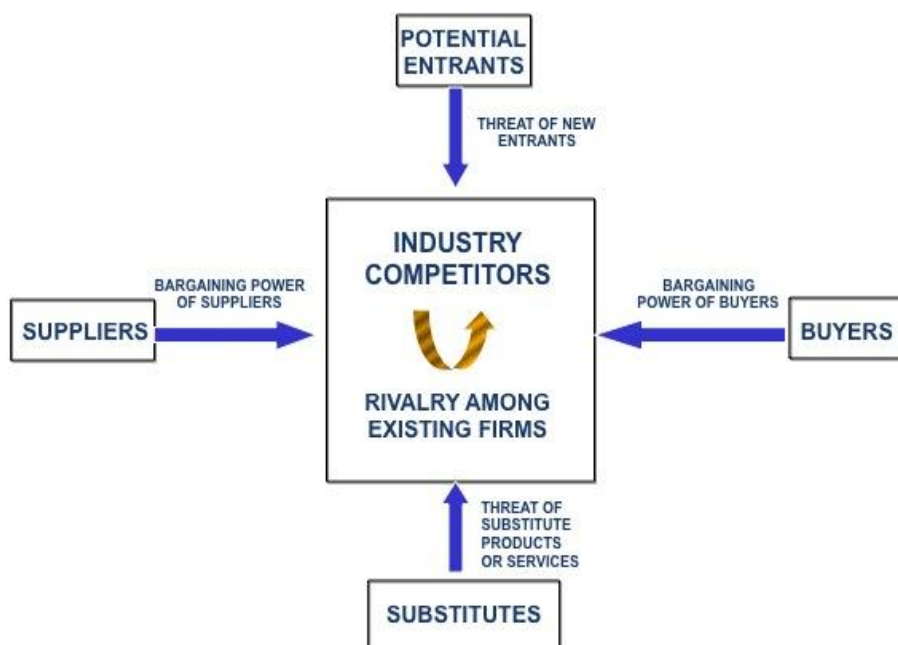 POTENTIAL
ENTRANTS
THREAT OF NEW
ENTRANTS
INDUSTRY
COMPETITORS
BARGAINING POWER
OF SUPPLIERS
BARGAINING
POWER OF BUYERS
SUPPLIERS
BUYERS
RIVALRY AMONG
EXISTING FIRMS
THREAT OF
SUBSTITUTE
PRODUCTS
OR SERVICES
SUBSTITUTES